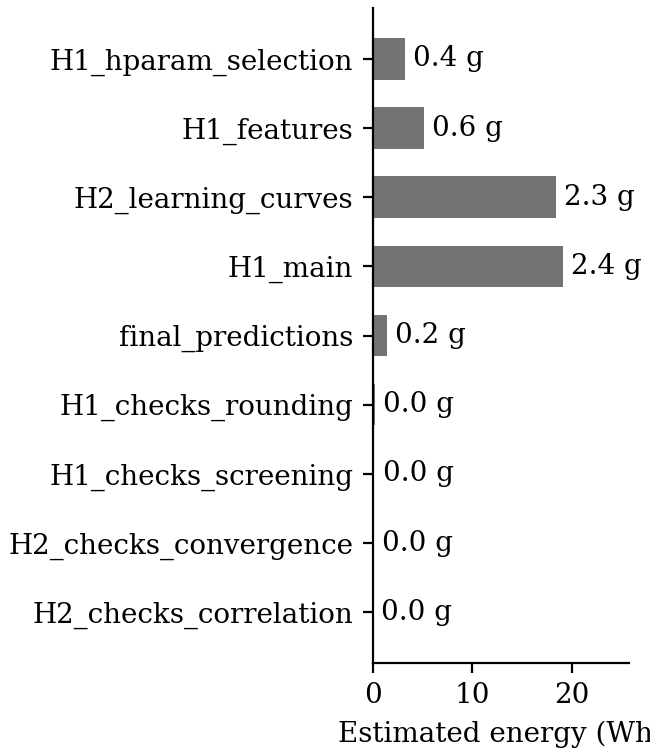 H1_hparam_selection 0.4 g
H1_features 0.6 g
H2_learning_curves 2.3 g
H1_main 2.4 g
final_predictions 0.2 g
H1_checks_rounding 0.0 g
H1_checks_screening 0.0 g
H2_checks_convergence 0.0 g
H2_checks_correlation 0.0 g
0 10 20
Estimated energy (Wh